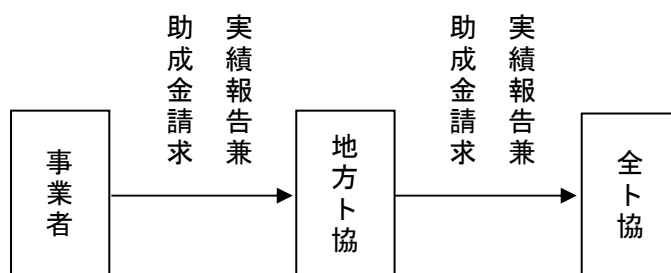 事業者
実績報告兼
助成金請求
地方ト協
実績報告兼
助成金請求
全ト協